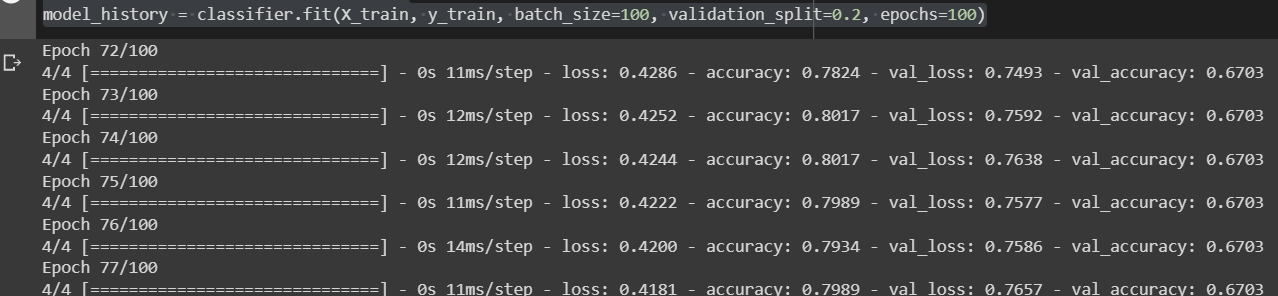 model_history = classifier.fit(X_train, y_train, batch_size=100, validation_split=0.2, epochs=100)
Epoch 72/100
4/4 [==============================] - 0s 11ms/step - loss: 0.4286 - accuracy: 0.7824 - val_loss: 0.7493 - val_accuracy: 0.6703
Epoch 73/100
4/4 [==============================] - 0s 12ms/step - loss: 0.4252 - accuracy: 0.8017 - val_loss: 0.7592 - val_accuracy: 0.6703
Epoch 74/100
4/4 [==============================] - 0s 12ms/step - loss: 0.4244 - accuracy: 0.8017 - val_loss: 0.7638 - val_accuracy: 0.6703
Epoch 75/100
4/4 [==============================] - 0s 11ms/step - loss: 0.4222 - accuracy: 0.7989 - val_loss: 0.7577 - val_accuracy: 0.6703
Epoch 76/100
4/4 [==============================] - 0s 14ms/step - loss: 0.4200 - accuracy: 0.7934 - val_loss: 0.7586 - val_accuracy: 0.6703
Epoch 77/100
4/4 [==============================] - 0s 11ms/step - loss: 0.4181 - accuracy: 0.7989 - val_loss: 0.7657 - val_accuracy: 0.6703